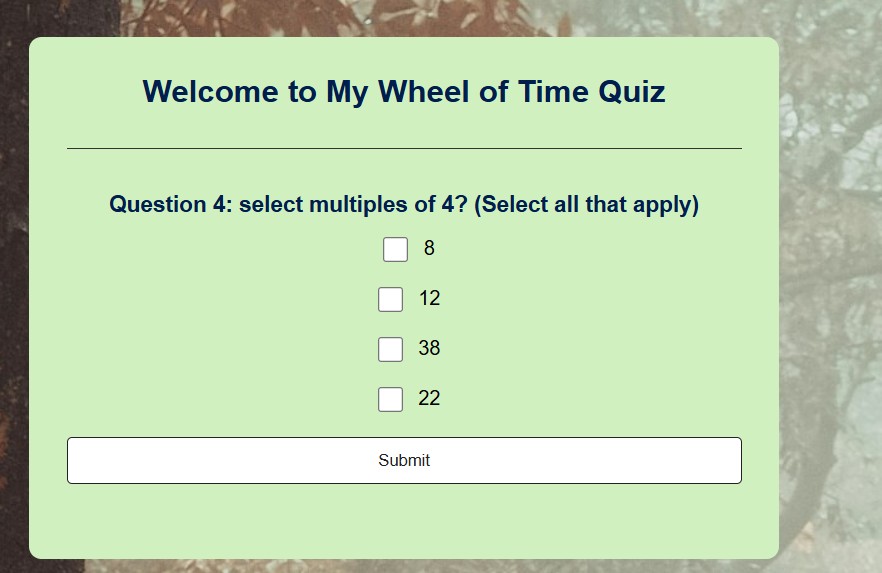 Welcome to My Wheel of Time Quiz
Question 4: select multiples of 4? (Select all that apply)
8
12
38
22
Submit